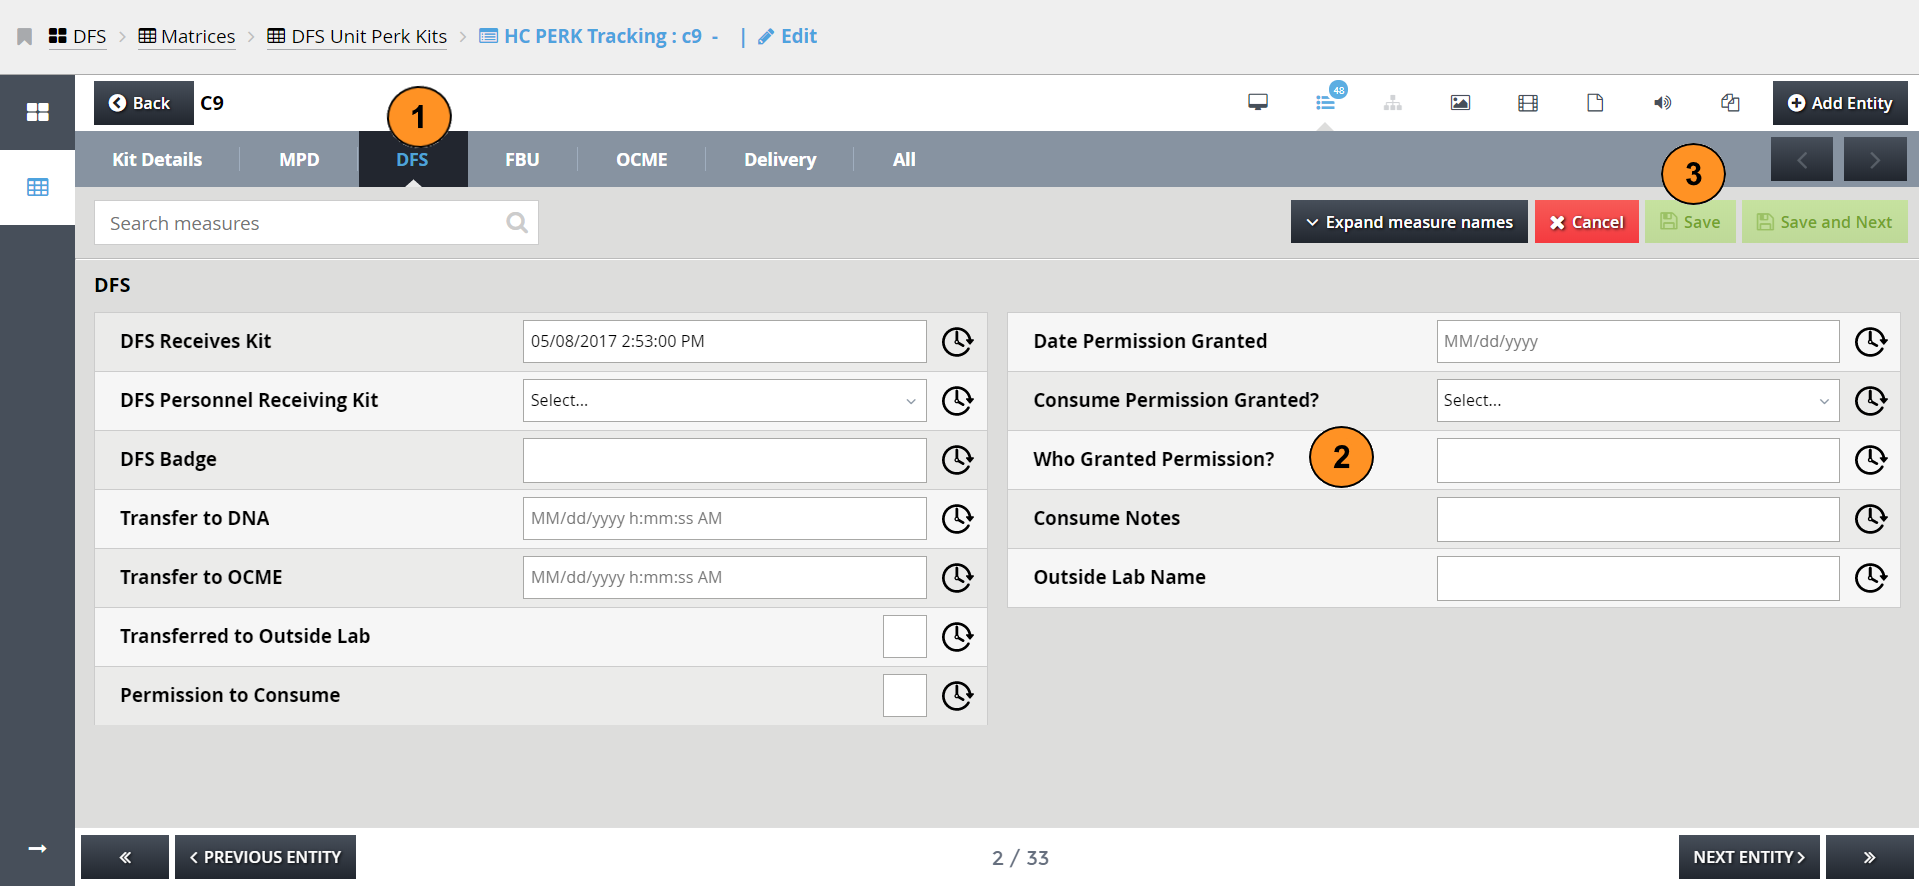 DFS > Matrices > DFS Unit Perk Kits > HC PERK Tracking : c9 - | Edit
Back C9 48 Add Entity
1
Kit Details MPD DFS FBU OCME Delivery All
3
Search measures Expand measure names Cancel Save Save and Next
DFS
DFS Receives Kit 05/08/2017 2:53:00 PM
DFS Personnel Receiving Kit Select...
DFS Badge
Transfer to DNA MM/dd/yyyy h:mm:ss AM
Transfer to OCME MM/dd/yyyy h:mm:ss AM
Transferred to Outside Lab
Permission to Consume
Date Permission Granted MM/dd/yyyy
Consume Permission Granted? Select...
Who Granted Permission? 2
Consume Notes
Outside Lab Name
« < PREVIOUS ENTITY 2 / 33 NEXT ENTITY > »